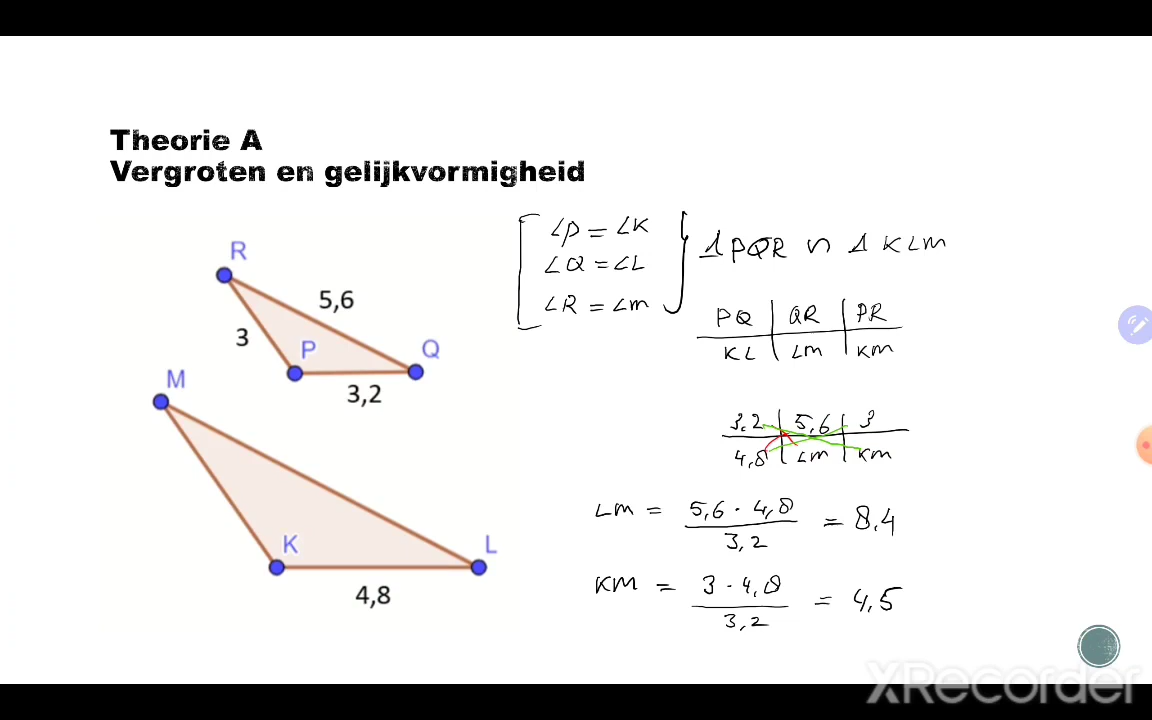 Theorie A
Vergroten en gelijkvormigheid
R
5,6
3
P
Q
3,2
M
K
L
4,8
∠P = ∠K
∠Q = ∠L
∠R = ∠M
Δ PQR ∽ Δ KLM
PQ | QR | PR
KL | LM | KM
3,2 | 5,6 | 3
4,8 | LM | KM
LM = 5,6 · 4,8 / 3,2 = 8,4
KM = 3 · 4,8 / 3,2 = 4,5
XRecorder